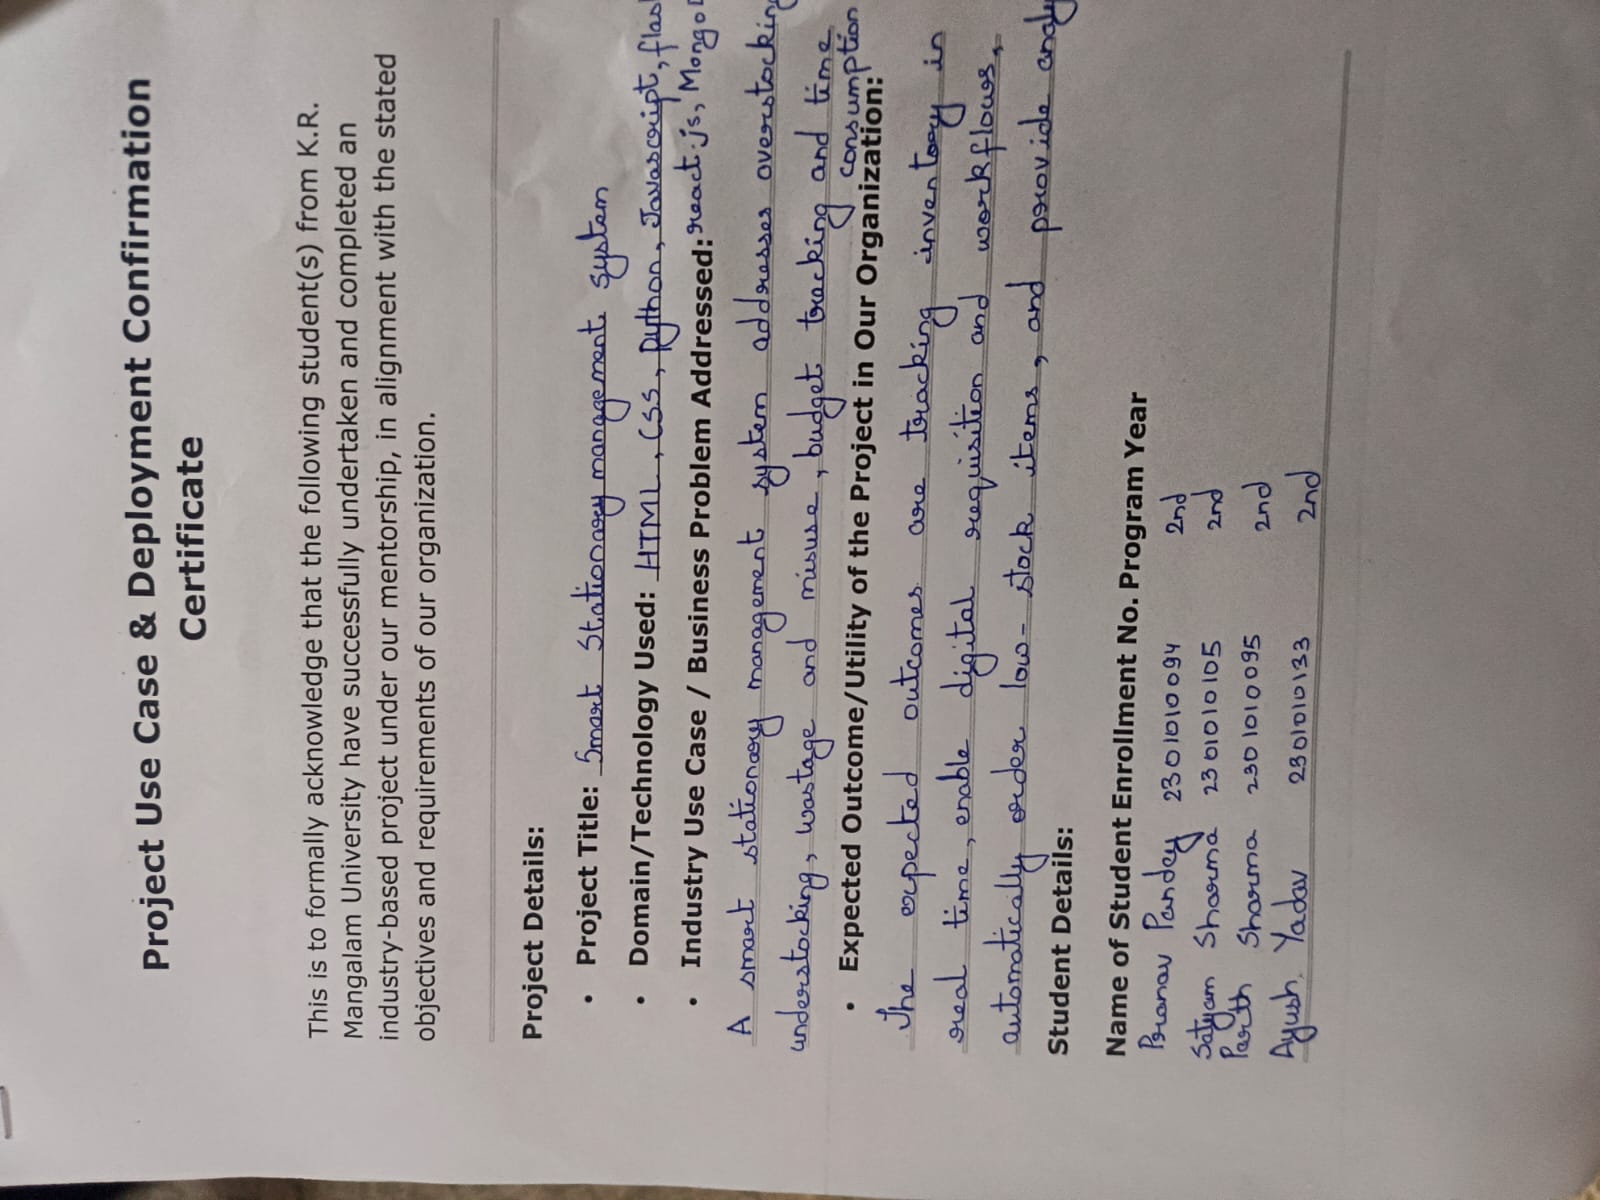 Project Use Case & Deployment Confirmation
Certificate
This is to formally acknowledge that the following student(s) from K.R.
Mangalam University have successfully undertaken and completed an
industry-based project under our mentorship, in alignment with the stated
objectives and requirements of our organization.
Project Details:
• Project Title: Smart Stationary management system
• Domain/Technology Used: HTML, CSS, Python, Javascript, flas
react.js, Mongo
• Industry Use Case / Business Problem Addressed:
A smart stationary management system addresses overstocking
understocking, wastage and misuse, budget tracking and time
consumption
• Expected Outcome/Utility of the Project in Our Organization:
The expected outcomes are tracking inventory in
real time, enable digital requisition and workflows,
automatically order low-stock items, and provide analy
Student Details:
Name of Student Enrollment No. Program Year
Pranav Pandey 2301010094 2nd
Satyam Sharma 2301010105 2nd
Parth Sharma 2301010095 2nd
Ayush Yadav 2301010133 2nd